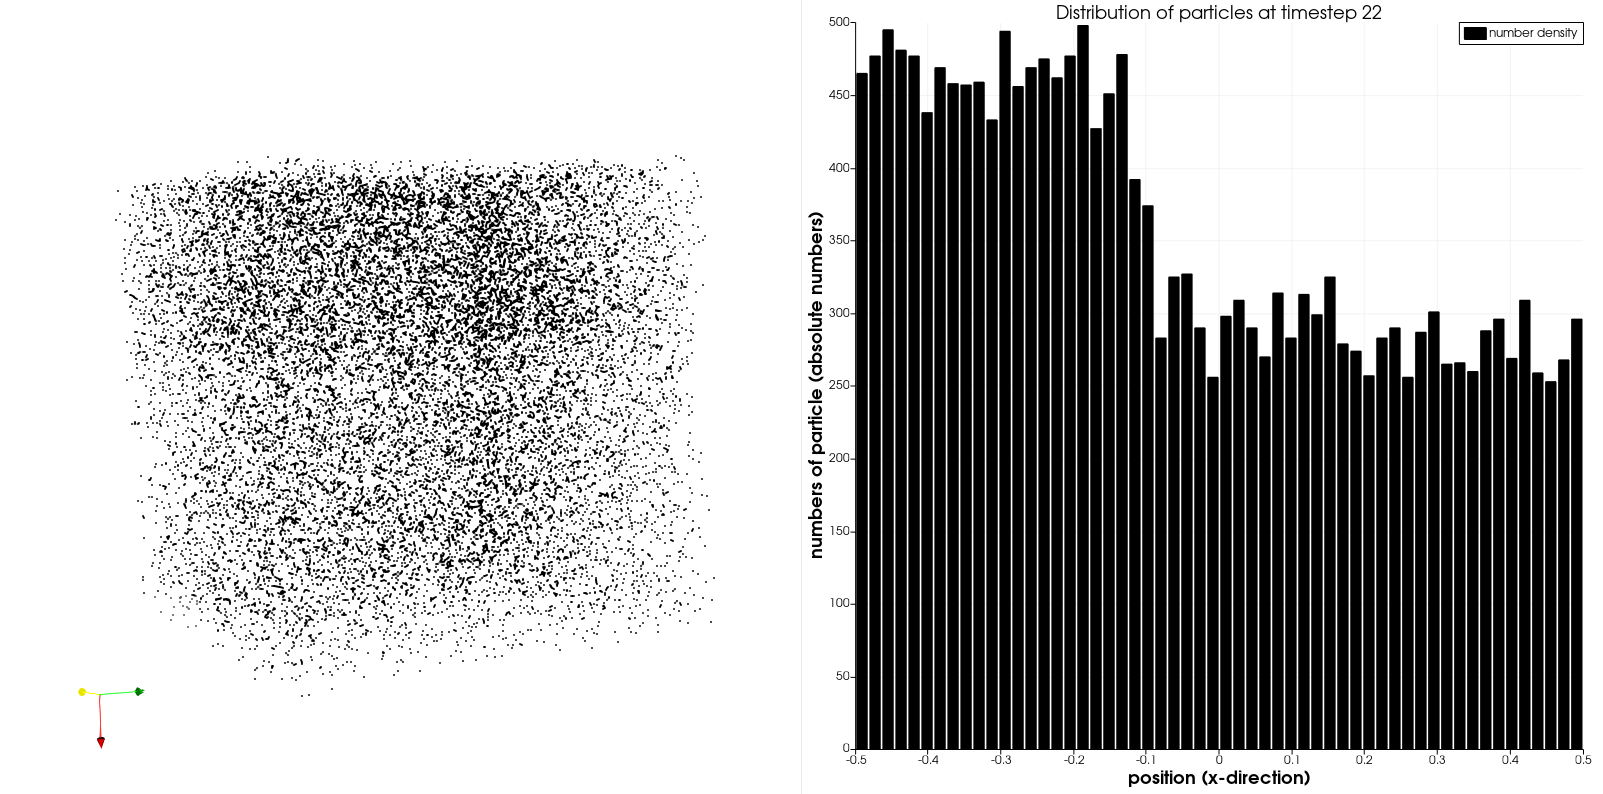 Distribution of particles at timestep 22
number density
numbers of particle (absolute numbers)
500
450
400
350
300
250
200
150
100
50
0
-0.5 -0.4 -0.3 -0.2 -0.1 0 0.1 0.2 0.3 0.4 0.5
position (x-direction)